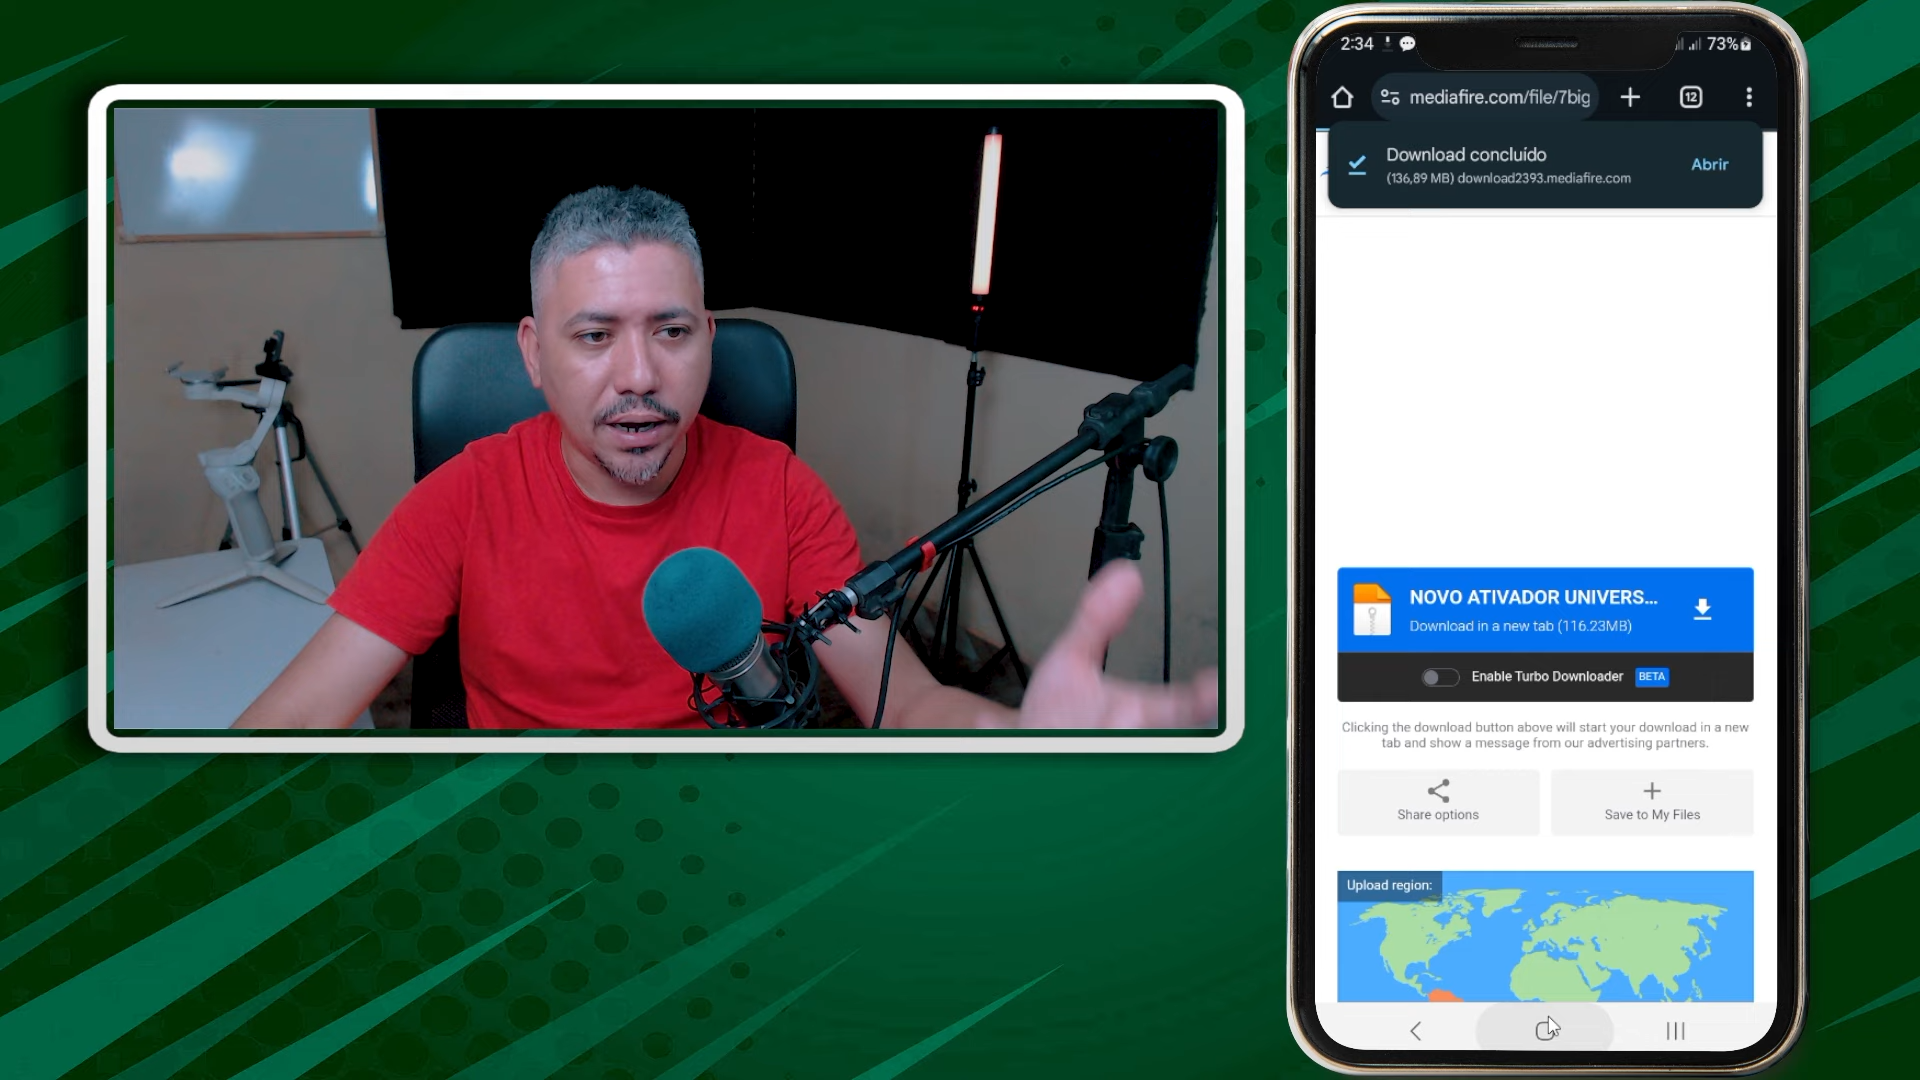 2:34
73%
mediafire.com/file/7big
12
Download concluído
(136,89 MB) download2393.mediafire.com
Abrir
NOVO ATIVADOR UNIVERS...
Download in a new tab (116.23MB)
Enable Turbo Downloader BETA
Clicking the download button above will start your download in a new
tab and show a message from our advertising partners.
Share options
Save to My Files
Upload region: